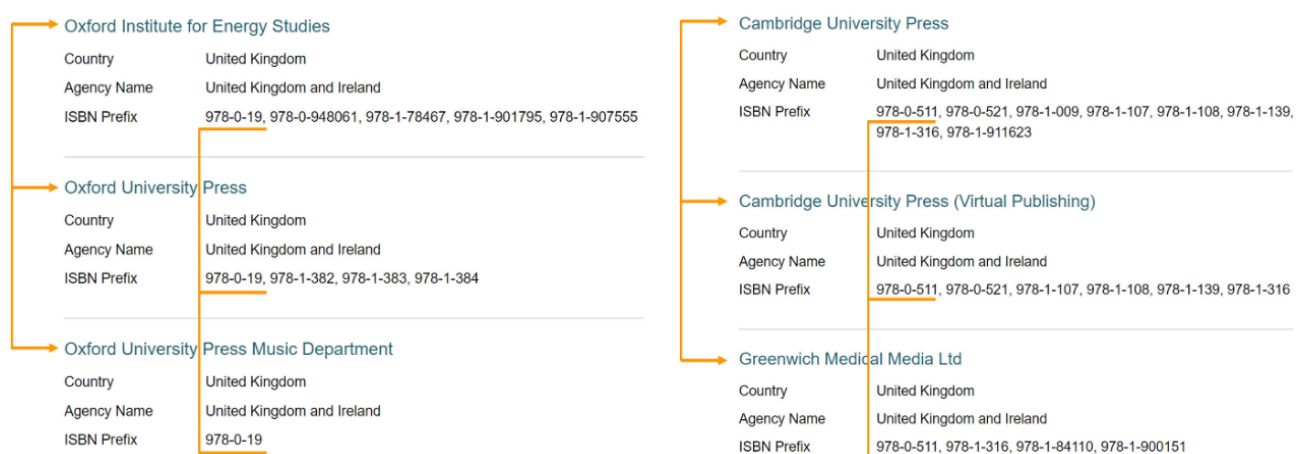 Oxford Institute for Energy Studies
Country United Kingdom
Agency Name United Kingdom and Ireland
ISBN Prefix 978-0-19, 978-0-948061, 978-1-78467, 978-1-901795, 978-1-907555
Oxford University Press
Country United Kingdom
Agency Name United Kingdom and Ireland
ISBN Prefix 978-0-19, 978-1-382, 978-1-383, 978-1-384
Oxford University Press Music Department
Country United Kingdom
Agency Name United Kingdom and Ireland
ISBN Prefix 978-0-19
Cambridge University Press
Country United Kingdom
Agency Name United Kingdom and Ireland
ISBN Prefix 978-0-511, 978-0-521, 978-1-009, 978-1-107, 978-1-108, 978-1-139,
978-1-316, 978-1-911623
Cambridge University Press (Virtual Publishing)
Country United Kingdom
Agency Name United Kingdom and Ireland
ISBN Prefix 978-0-511, 978-0-521, 978-1-107, 978-1-108, 978-1-139, 978-1-316
Greenwich Medical Media Ltd
Country United Kingdom
Agency Name United Kingdom and Ireland
ISBN Prefix 978-0-511, 978-1-316, 978-1-84110, 978-1-900151